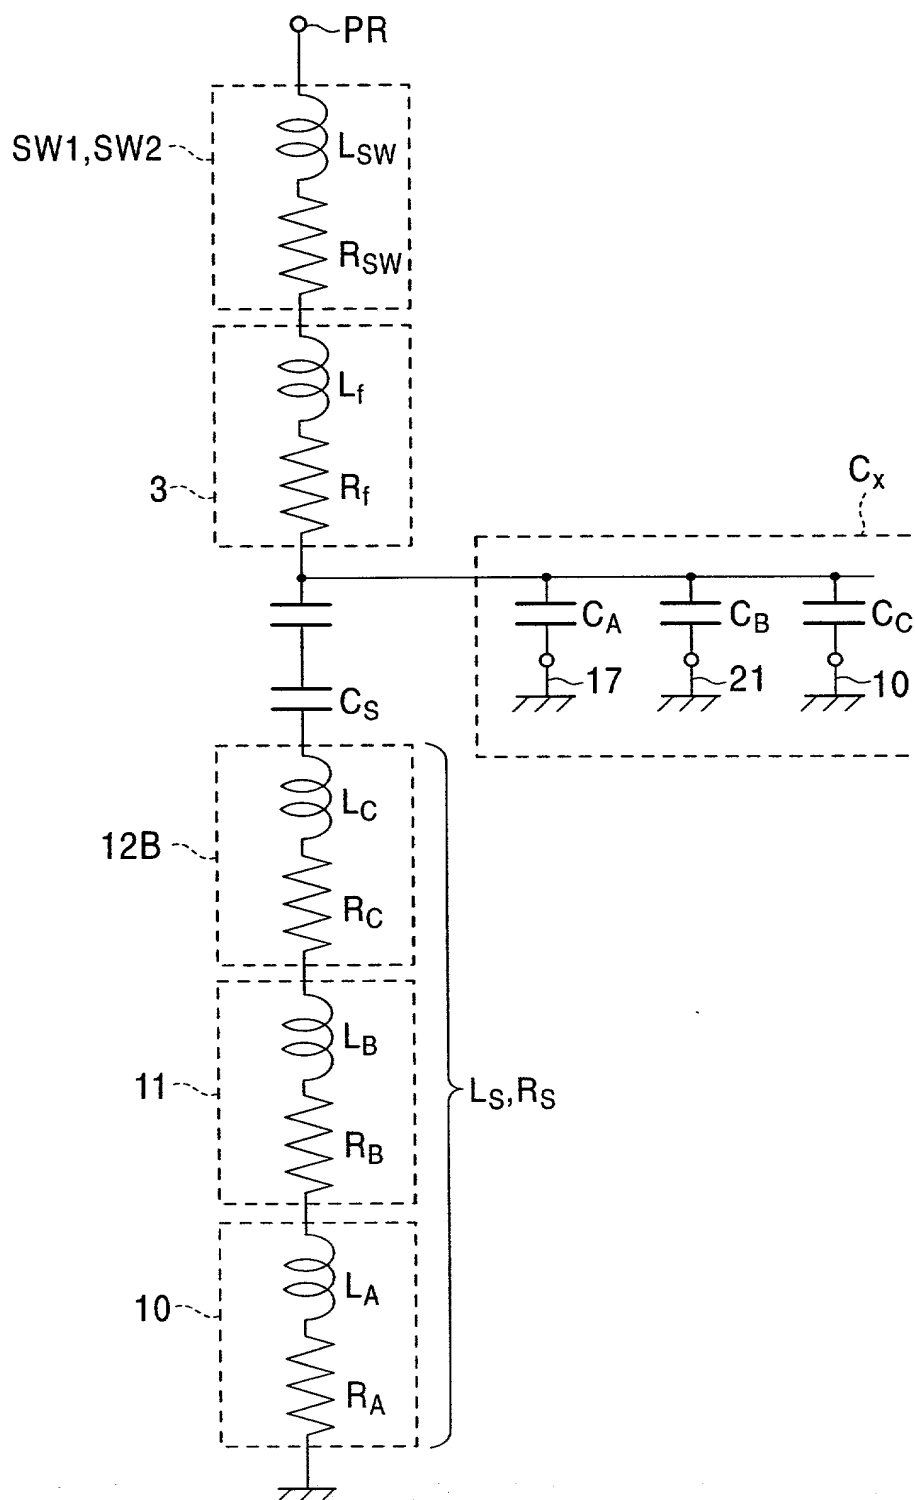 PR
SW1,SW2
LSW
RSW
Lf
3
Rf
Cx
CA
CB
CC
17
21
10
CS
LC
12B
RC
LB
11
LS,RS
RB
LA
10
RA